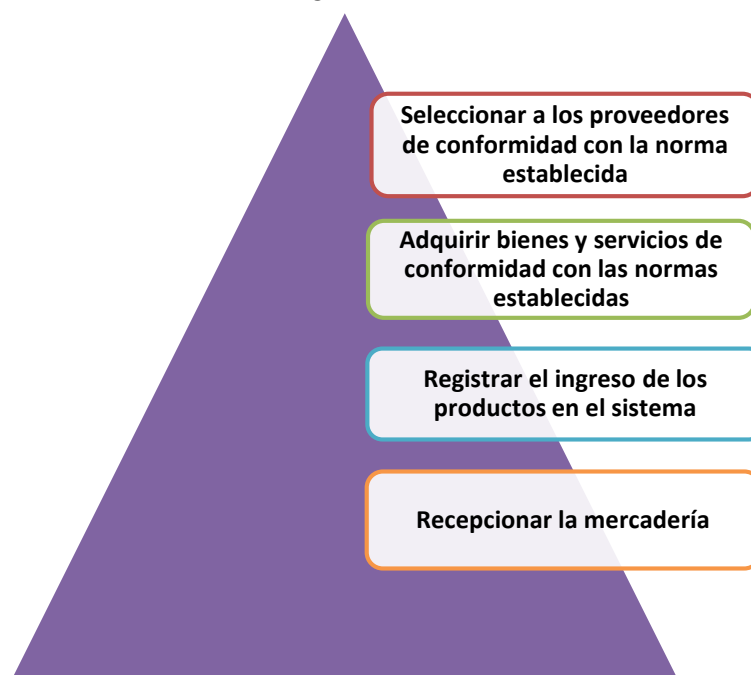 Seleccionar a los proveedores
de conformidad con la norma
establecida
Adquirir bienes y servicios de
conformidad con las normas
establecidas
Registrar el ingreso de los
productos en el sistema
Recepcionar la mercadería